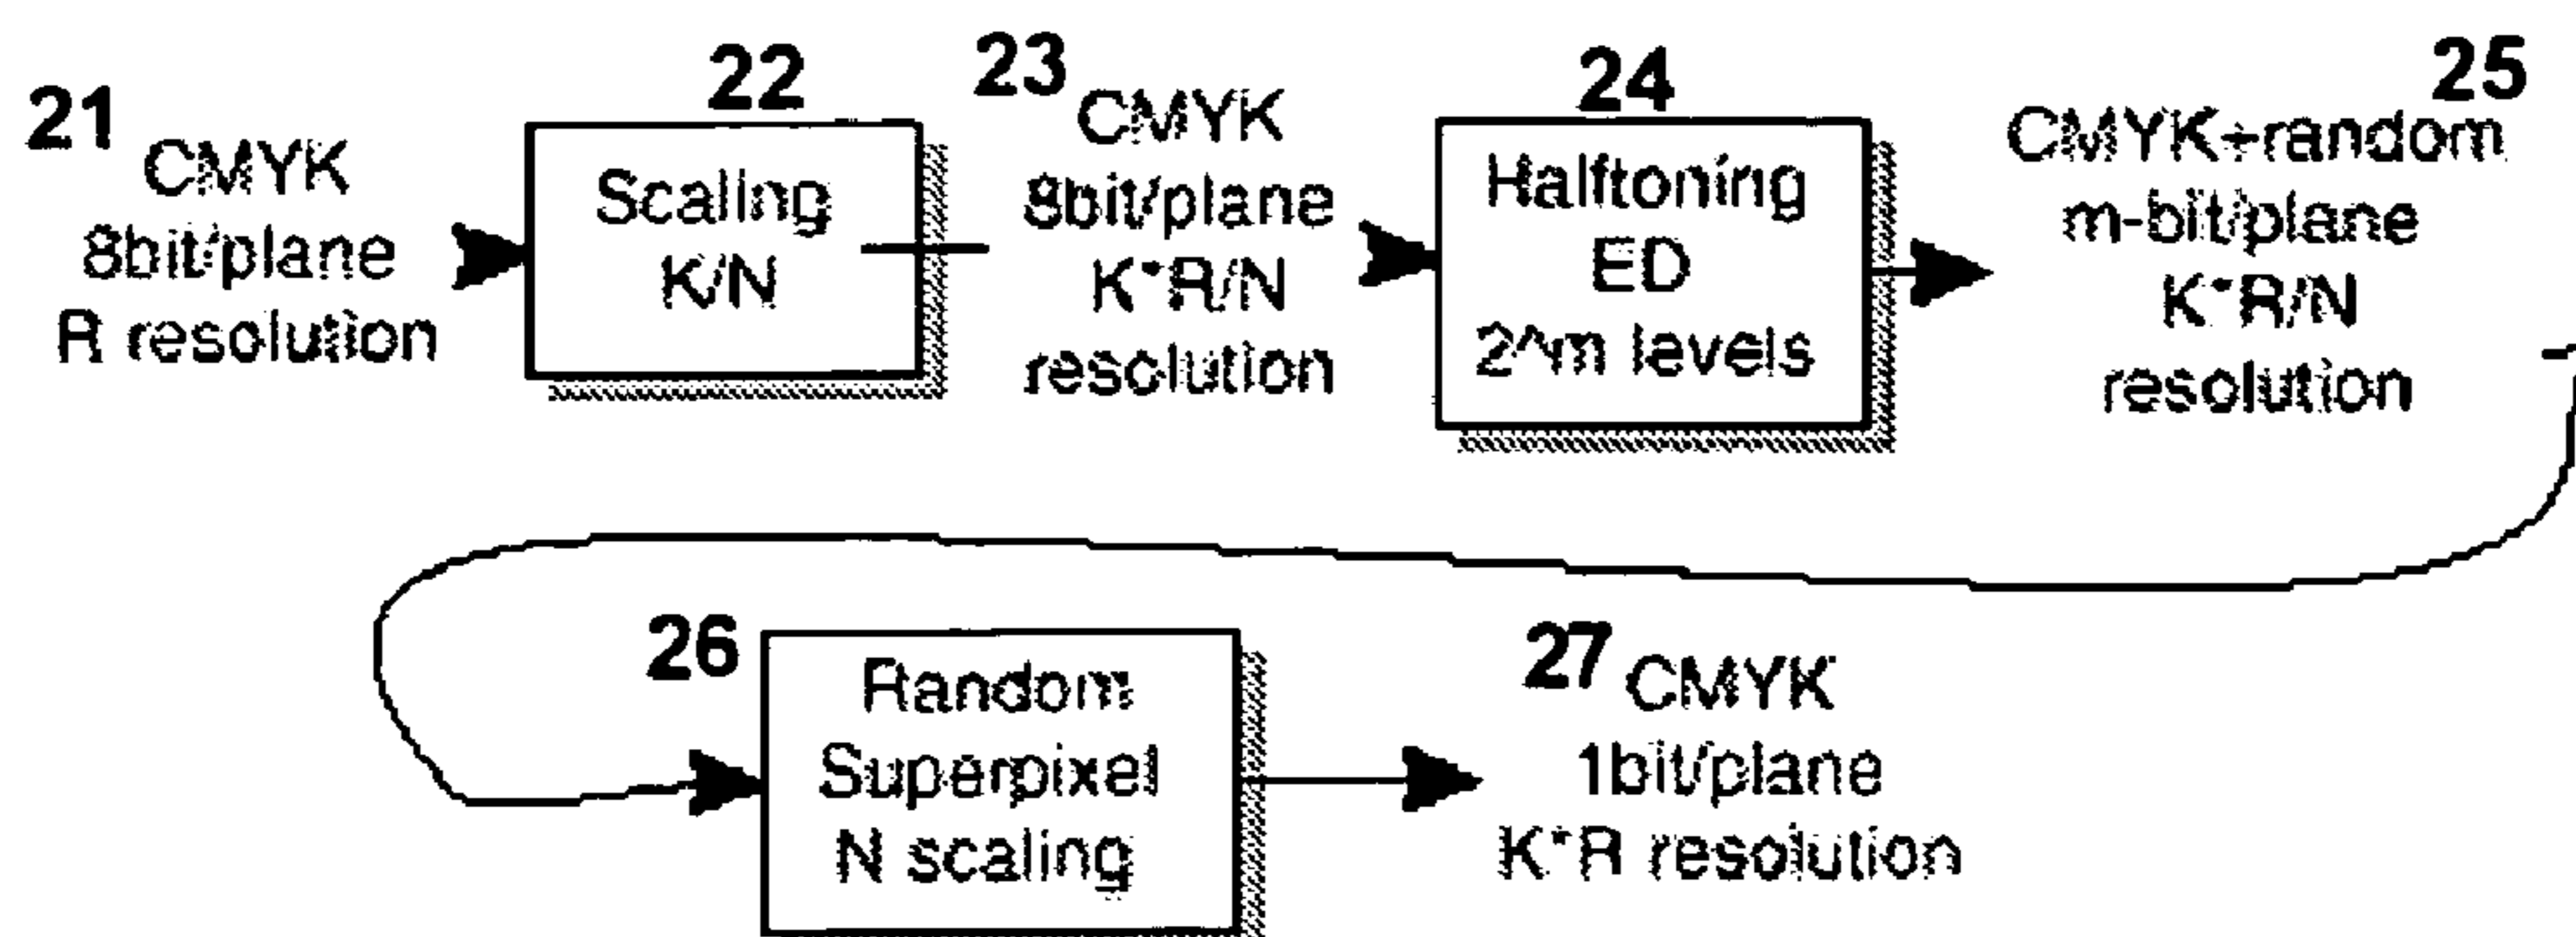 21
CMYK
8bit/plane
R resolution
22
Scaling
K/N
23
CMYK
8bit/plane
K*R/N
resolution
24
Halftoning
ED
2^m levels
25
CMYK+random
m-bit/plane
K*R/N
resolution
26
Random
Superpixel
N scaling
27
CMYK
1bit/plane
K*R resolution